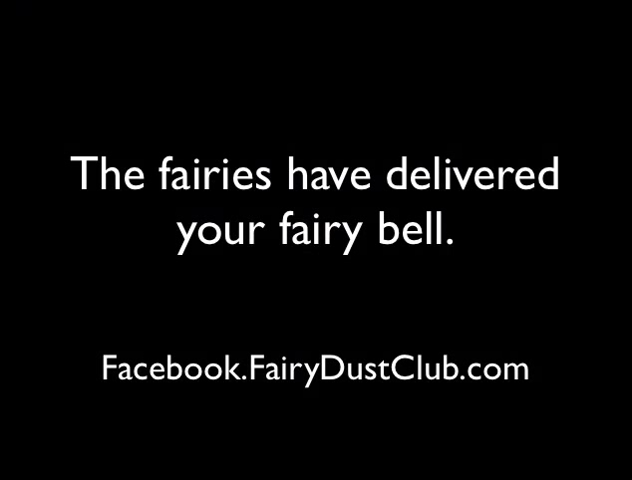 The fairies have delivered
your fairy bell.
Facebook.FairyDustClub.com